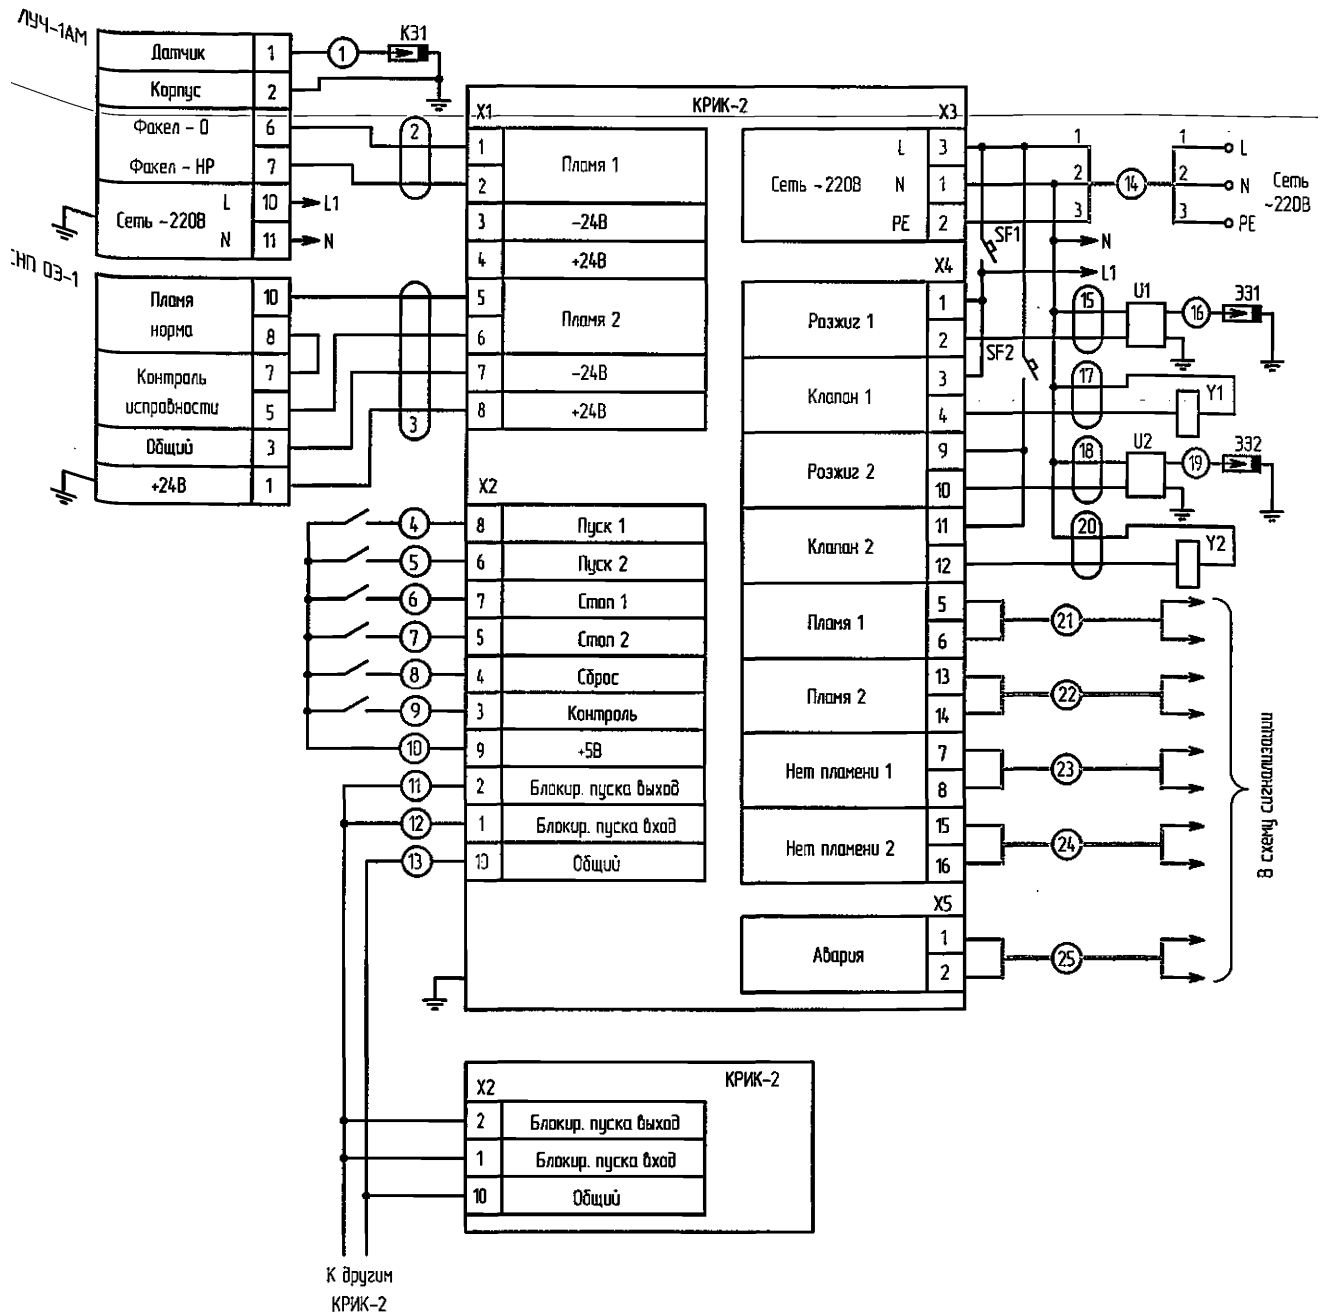 ЛУЧ-1АМ
Датчик 1
Корпус 2
Факел - 0 6
Факел - НР 7
Сеть ~220В L 10 L1
N 11 N
1 КЭ1
2
СНП ОЭ-1
Пламя норма 10
8
Контроль исправности 7
5
Общий 3
+24В 1
3
КРИК-2
X1
1 Пламя 1
2
3 -24В
4 +24В
5 Пламя 2
6
7 -24В
8 +24В
X2
4 8 Пуск 1
5 6 Пуск 2
6 7 Стоп 1
7 5 Стоп 2
8 4 Сброс
9 3 Контроль
10 9 +5В
11 2 Блокир. пуска выход
12 1 Блокир. пуска вход
13 10 Общий
X3
Сеть ~220В L 3
N 1
PE 2
1 1 L
2 14 2 N
3 3 PE
Сеть
~220В
SF1
N
L1
SF2
X4
Розжиг 1 1
2
Клапан 1 3
4
Розжиг 2 9
10
Клапан 2 11
12
Пламя 1 5
6
Пламя 2 13
14
Нет пламени 1 7
8
Нет пламени 2 15
16
X5
Авария 1
2
15 U1 16 ЭЭ1
17 Y1
18 U2 19 ЭЭ2
20 Y2
21
22
23
24
25
В схему сигнализации
КРИК-2
X2
2 Блокир. пуска выход
1 Блокир. пуска вход
10 Общий
К другим
КРИК-2